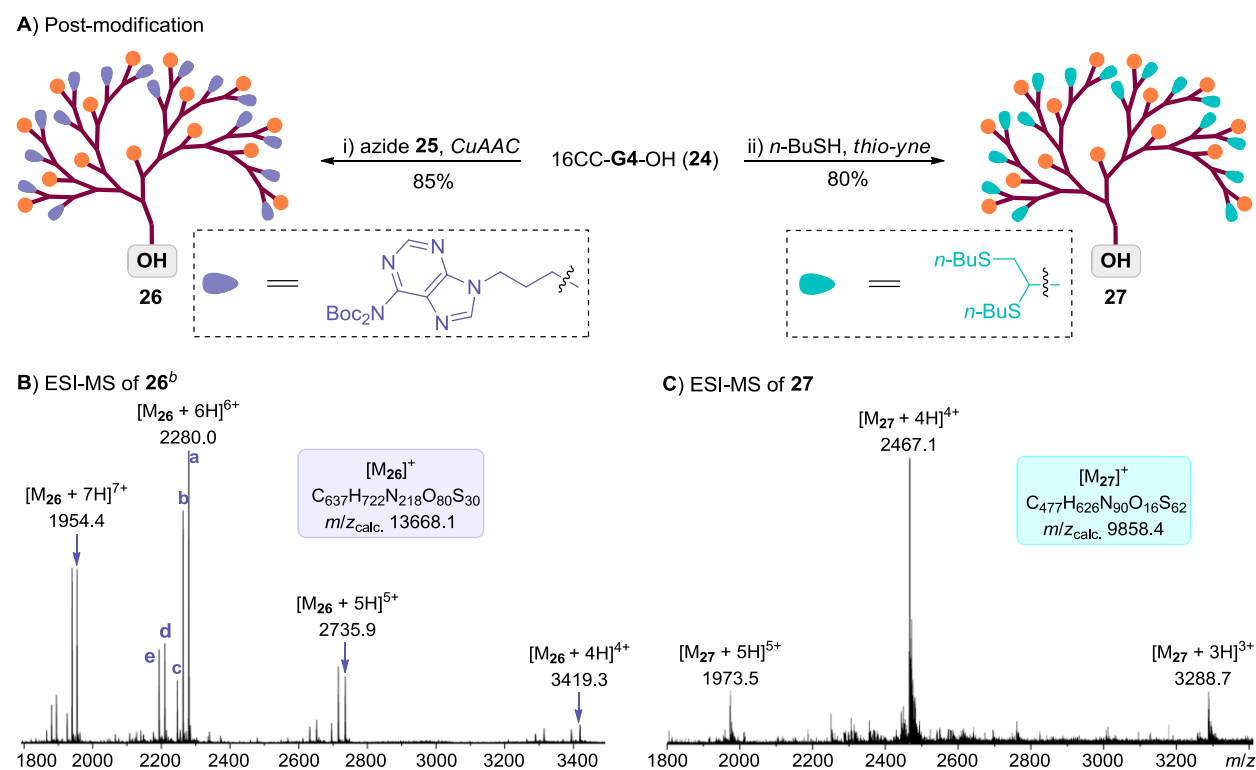 A) Post-modification
i) azide 25, CuAAC
85%
16CC-G4-OH (24)
ii) n-BuSH, thio-yne
80%
OH
26
N
N
N
N
N
Boc2N
OH
27
n-BuS
n-BuS
B) ESI-MS of 26b
[M26 + 6H]6+
2280.0
a
b
[M26 + 7H]7+
1954.4
[M26]+
C637H722N218O80S30
m/zcalc. 13668.1
d
e
c
[M26 + 5H]5+
2735.9
[M26 + 4H]4+
3419.3
1800 2000 2200 2400 2600 2800 3000 3200 3400
C) ESI-MS of 27
[M27 + 4H]4+
2467.1
[M27]+
C477H626N90O16S62
m/zcalc. 9858.4
[M27 + 5H]5+
1973.5
[M27 + 3H]3+
3288.7
1800 2000 2200 2400 2600 2800 3000 3200 m/z